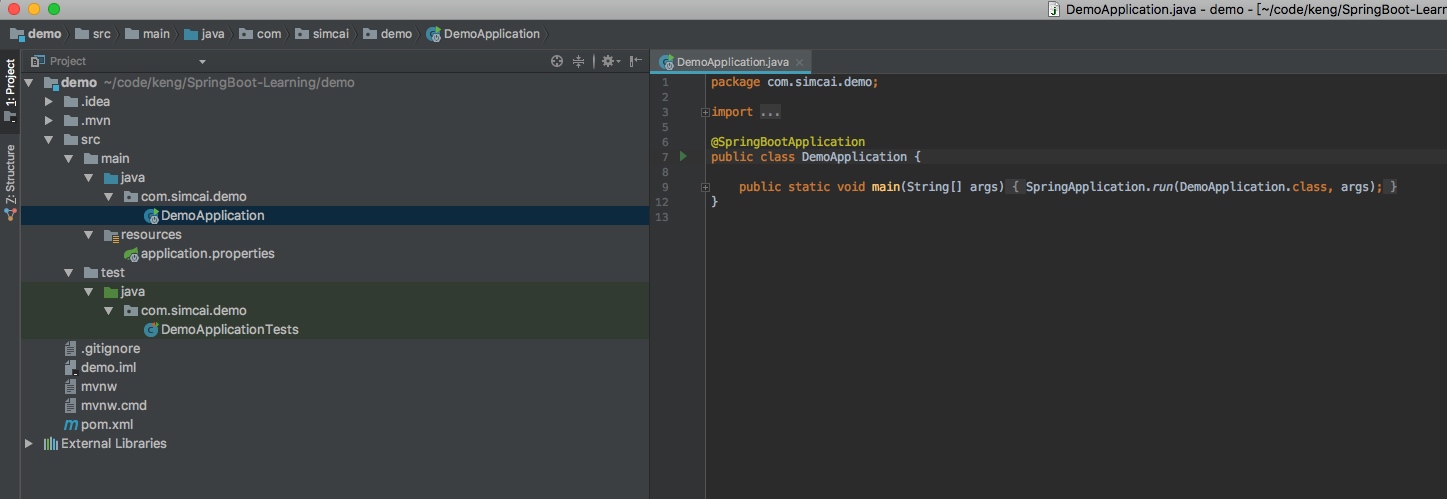 DemoApplication.java - demo - [~/code/keng/SpringBoot-Learning
demo src main java com simcai demo DemoApplication
1: Project
Z: Structure
Project
demo ~/code/keng/SpringBoot-Learning/demo
.idea
.mvn
src
main
java
com.simcai.demo
DemoApplication
resources
application.properties
test
java
com.simcai.demo
DemoApplicationTests
.gitignore
demo.iml
mvnw
mvnw.cmd
pom.xml
External Libraries
DemoApplication.java
1 package com.simcai.demo;
2
3 import ...
5
6 @SpringBootApplication
7 public class DemoApplication {
8
9 public static void main(String[] args) { SpringApplication.run(DemoApplication.class, args); }
12 }
13